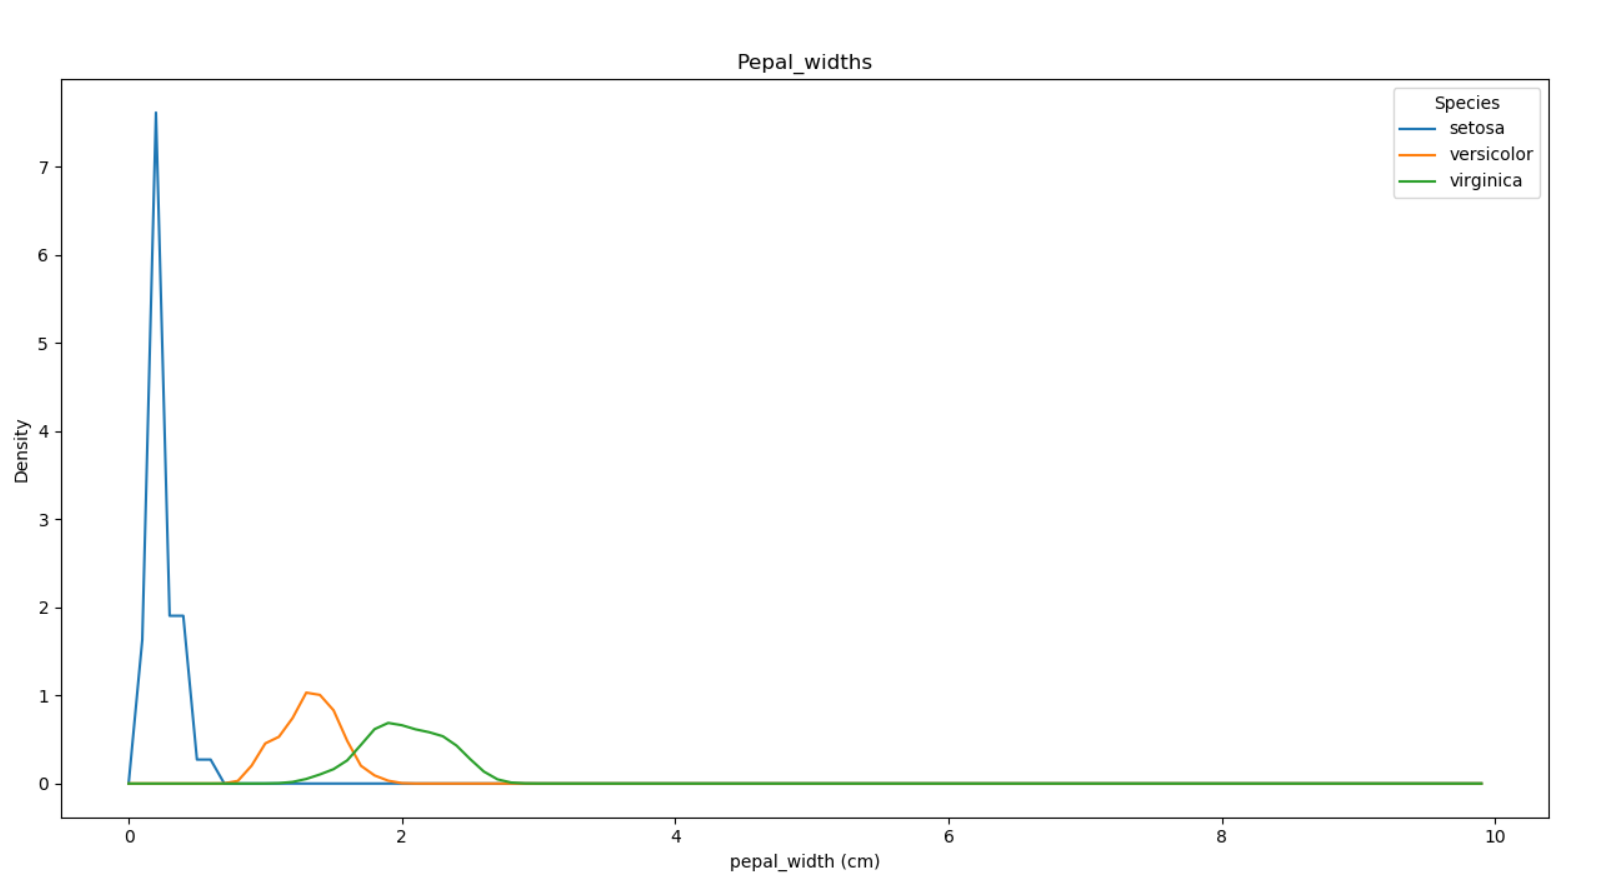 Pepal_widths
Species
setosa
versicolor
virginica
7
6
5
4
3
2
1
0
Density
0 2 4 6 8 10
pepal_width (cm)